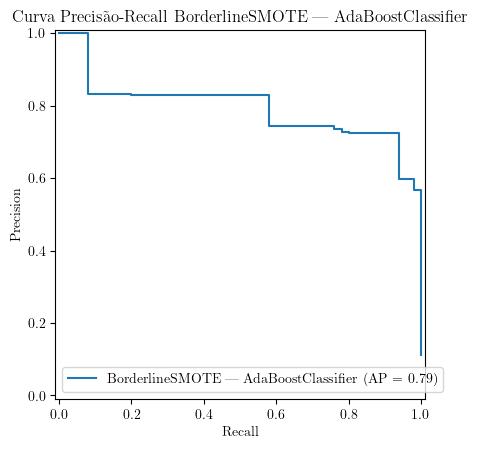 Curva Precisão-Recall BorderlineSMOTE — AdaBoostClassifier
1.0
0.8
0.6
0.4
0.2
0.0
Precision
BorderlineSMOTE — AdaBoostClassifier (AP = 0.79)
0.0 0.2 0.4 0.6 0.8 1.0
Recall